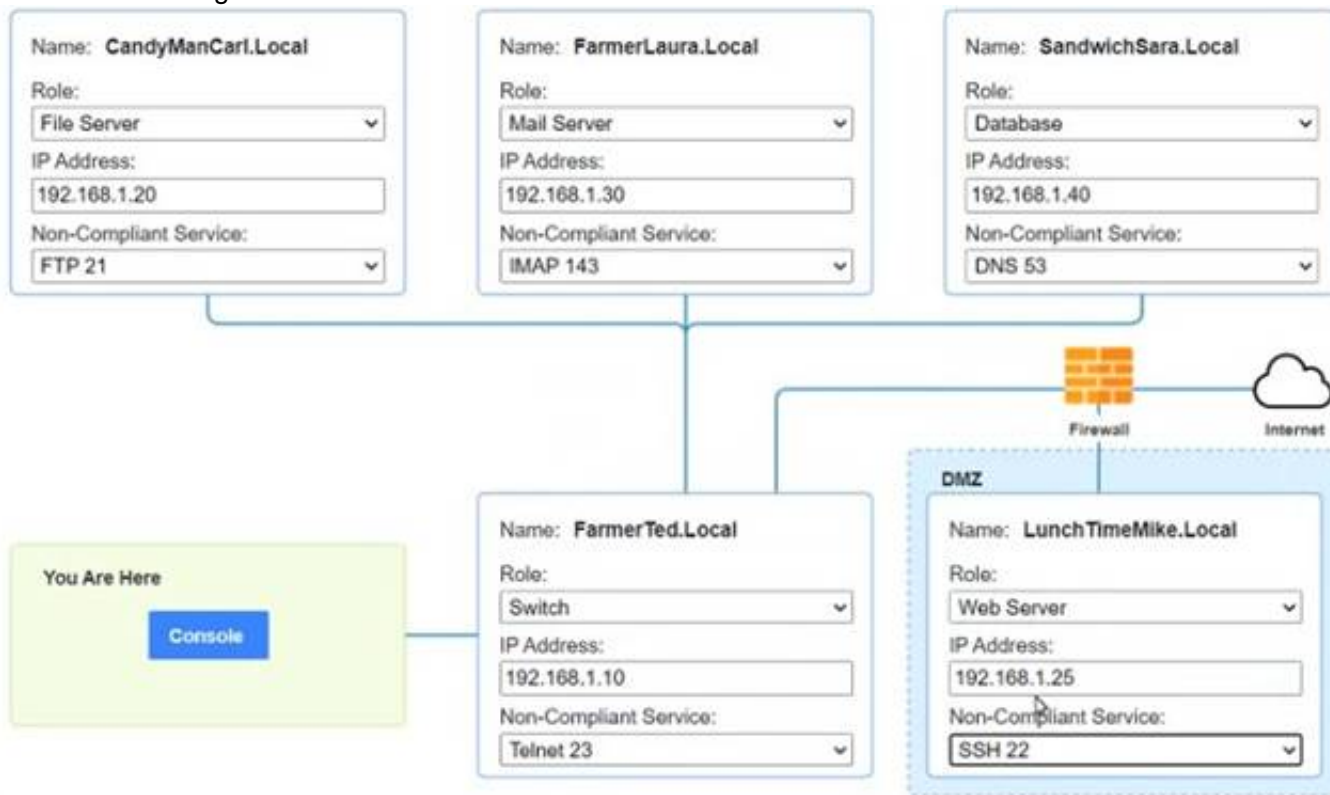 Name: CandyManCarl.Local
Role:
File Server
IP Address:
192.168.1.20
Non-Compliant Service:
FTP 21
Name: FarmerLaura.Local
Role:
Mail Server
IP Address:
192.168.1.30
Non-Compliant Service:
IMAP 143
Name: SandwichSara.Local
Role:
Database
IP Address:
192.168.1.40
Non-Compliant Service:
DNS 53
Firewall
Internet
You Are Here
Console
Name: FarmerTed.Local
Role:
Switch
IP Address:
192.168.1.10
Non-Compliant Service:
Telnet 23
DMZ
Name: LunchTimeMike.Local
Role:
Web Server
IP Address:
192.168.1.25
Non-Compliant Service:
SSH 22